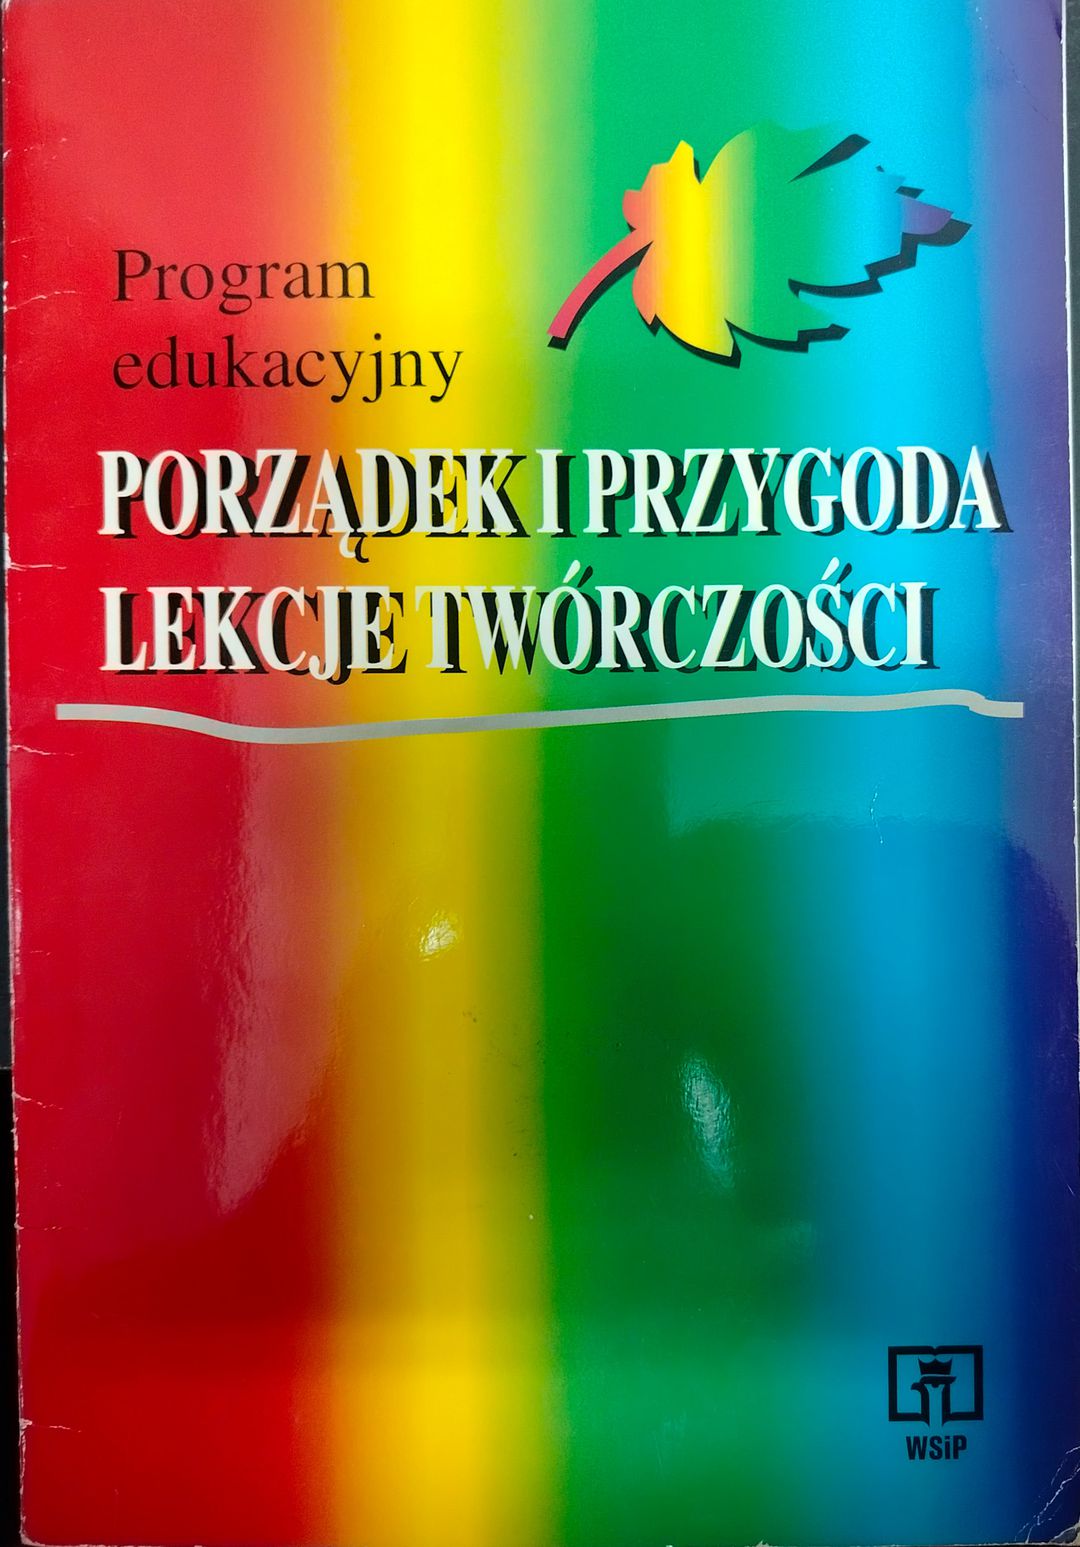 Program
edukacyjny
PORZĄDEK I PRZYGODA
LEKCJE TWÓRCZOŚCI
WSiP